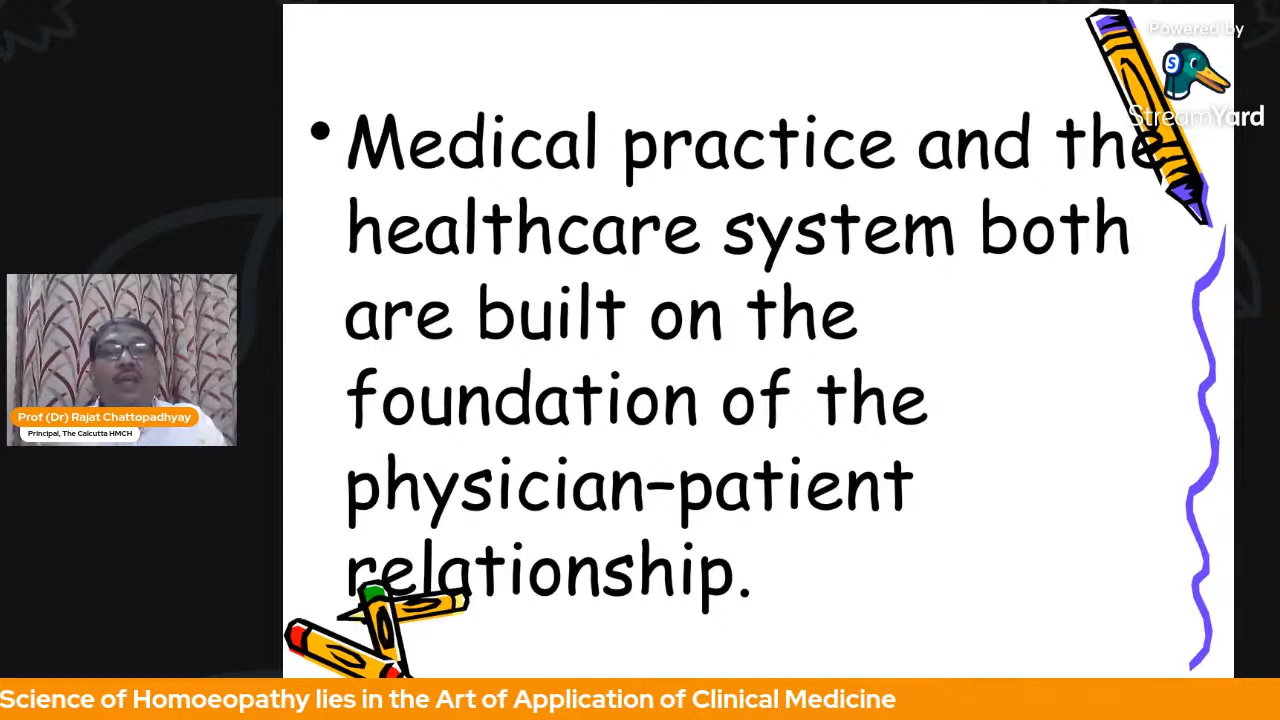 Powered by
S
StreamYard
• Medical practice and the
healthcare system both
are built on the
foundation of the
physician–patient
relationship.
Prof (Dr) Rajat Chattopadhyay
Principal, The Calcutta HMCH
Science of Homoeopathy lies in the Art of Application of Clinical Medicine